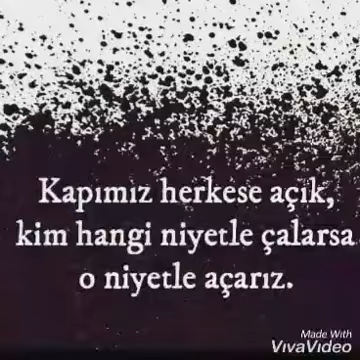 Kapımız herkese açık,
kim hangi niyetle çalarsa
o niyetle açarız.
Made With
VivaVideo